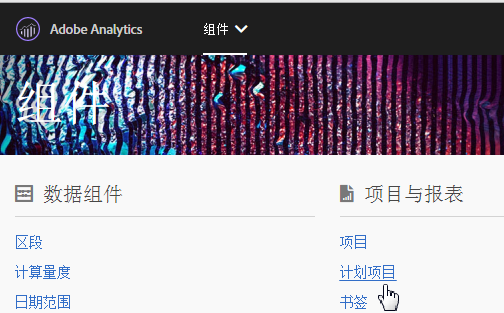 Adobe Analytics
组件
组件
数据组件
区段
计算量度
日期范围
项目与报表
项目
计划项目
书签